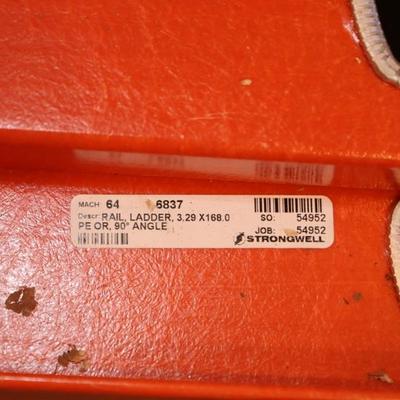 MACH 64 6837
Descr: RAIL, LADDER, 3.29 X168.0 SO: 54952
PE OR, 90° ANGLE JOB: 54952
STRONGWELL